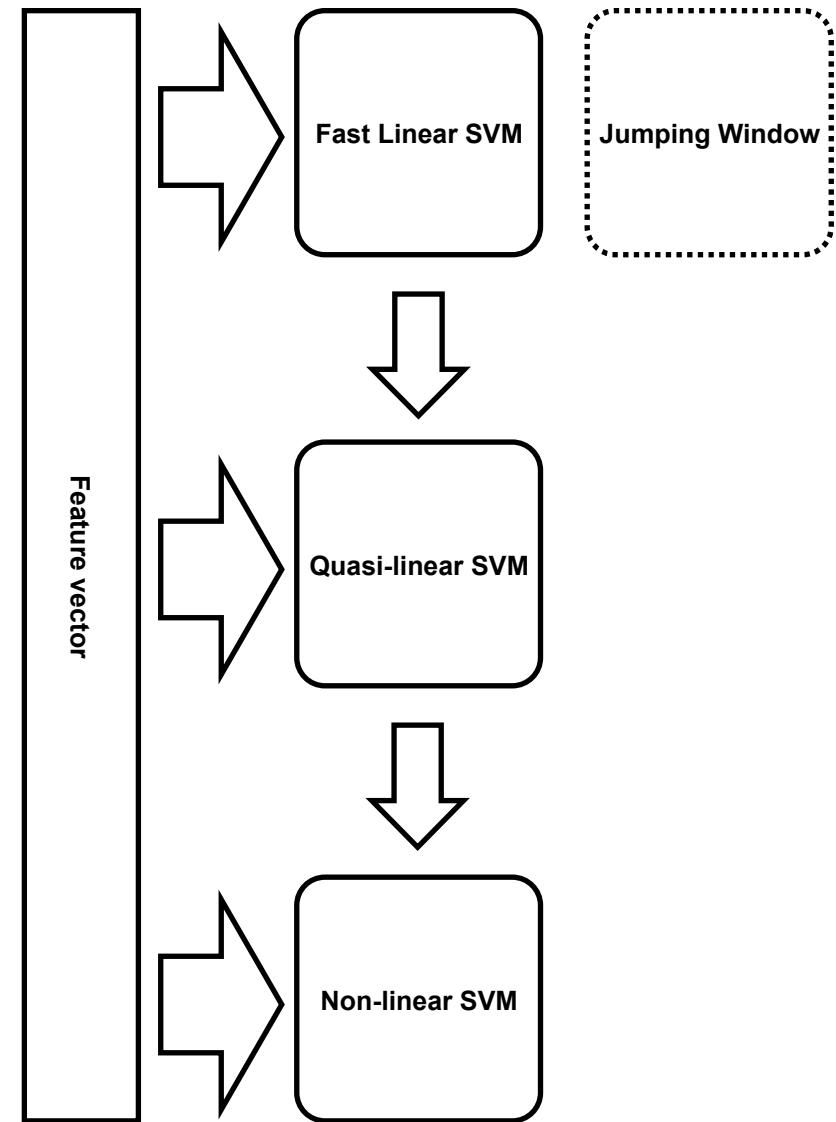 Fast Linear SVM
Jumping Window
Feature vector
Quasi-linear SVM
Non-linear SVM